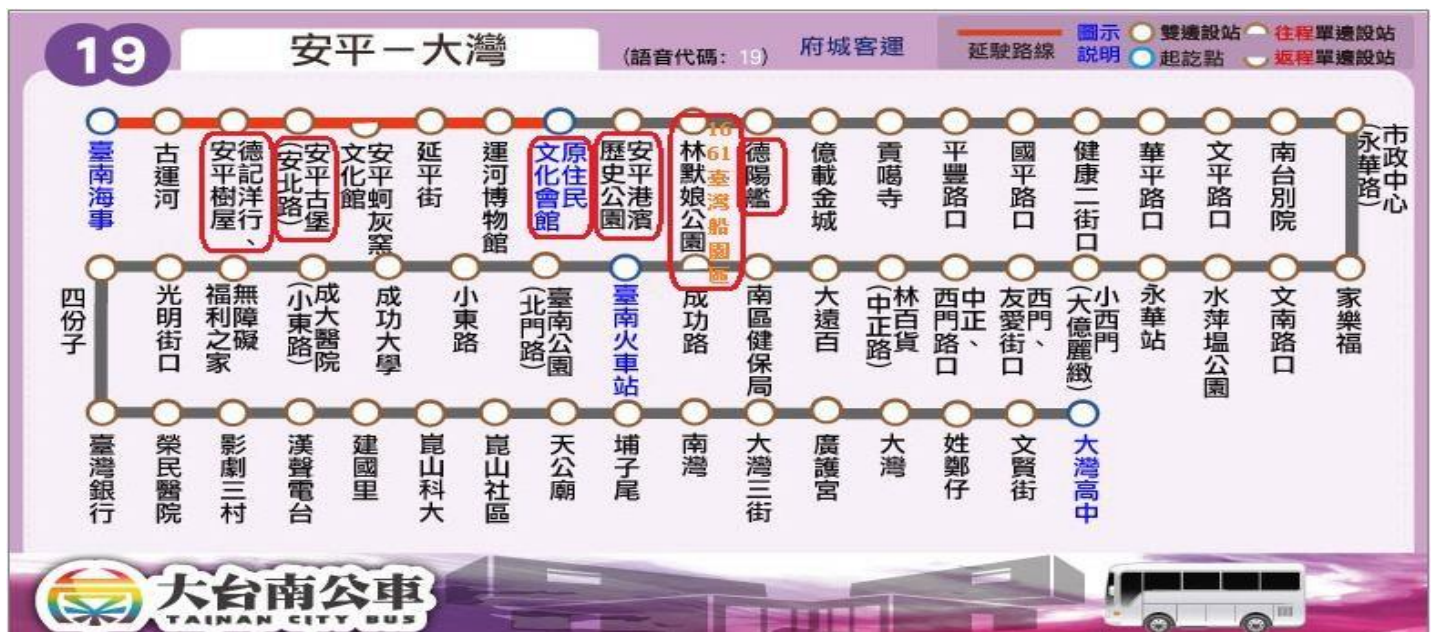 19
安平－大灣
(語音代碼: 19)
府城客運
延駛路線
圖示說明
雙邊設站
往程單邊設站
起訖點
返程單邊設站
臺南海事
古運河
德記洋行、安平樹屋
安平古堡(安北路)
安平蚵灰窯文化館
延平街
運河博物館
原住民文化會館
安平港濱歷史公園
林默娘公園
1661臺灣船園區
德陽艦
億載金城
貢噶寺
平豐路口
國平路口
健康二街口
華平路口
文平路口
南台別院
市政中心(永華路)
家樂福
文南路口
水萍塭公園
永華站
小西門(大億麗緻)
西門、友愛街口
中正、西門路口
林百貨(中正路)
大遠百
南區健保局
成功路
臺南火車站
臺南公園(北門路)
小東路
成功大學
成大醫院(小東路)
無障礙福利之家
光明街口
四份子
臺灣銀行
榮民醫院
影劇三村
漢聲電台
建國里
崑山科大
崑山社區
天公廟
埔子尾
南灣
大灣三街
廣護宮
大灣
姓鄭仔
文賢街
大灣高中
大台南公車
TAINAN CITY BUS